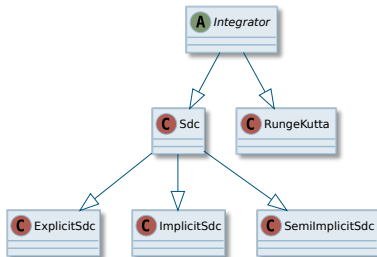 A Integrator
C Sdc
C RungeKutta
C ExplicitSdc
C ImplicitSdc
C SemiImplicitSdc